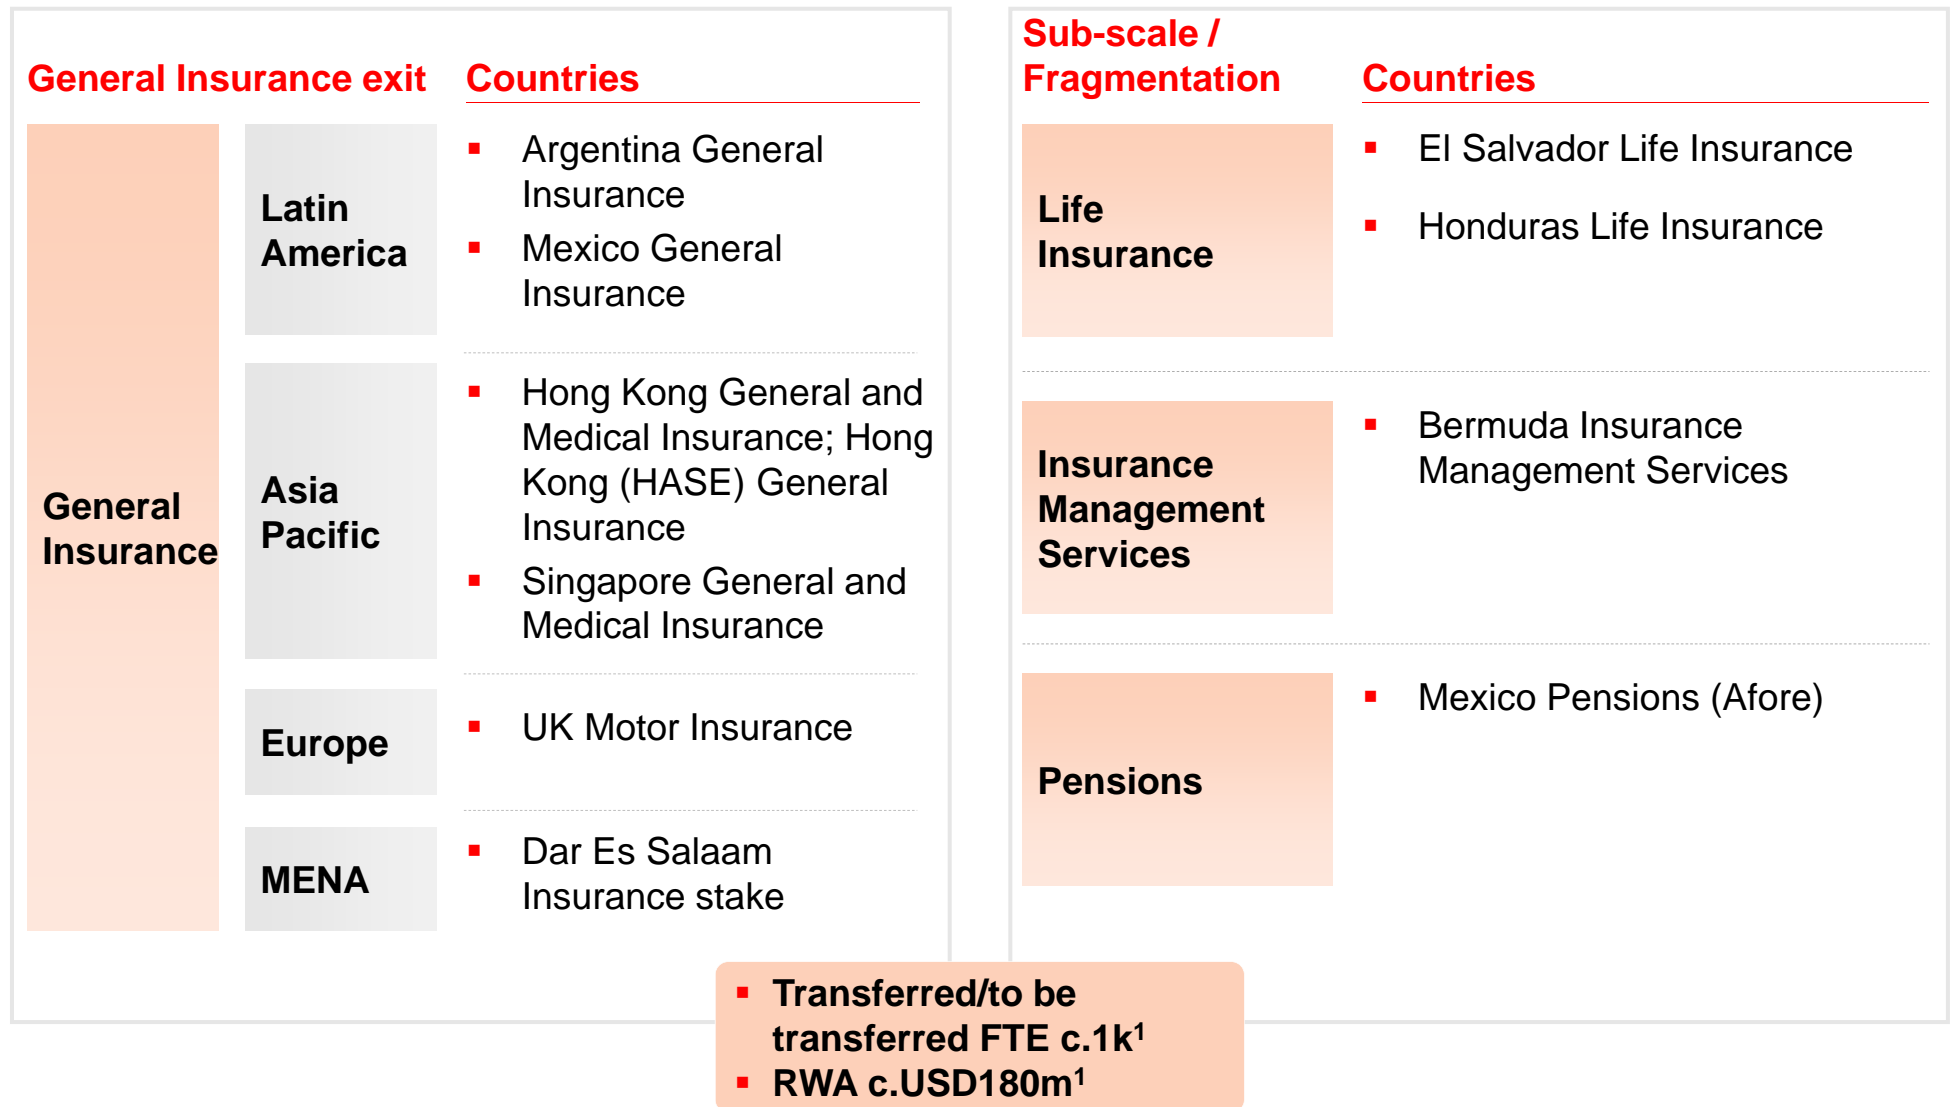 General Insurance exit
Countries
General
Insurance
Latin
America
▪ Argentina General
Insurance
▪ Mexico General
Insurance
Asia
Pacific
▪ Hong Kong General and
Medical Insurance; Hong
Kong (HASE) General
Insurance
▪ Singapore General and
Medical Insurance
Europe
▪ UK Motor Insurance
MENA
▪ Dar Es Salaam
Insurance stake
Sub-scale /
Fragmentation
Countries
Life
Insurance
▪ El Salvador Life Insurance
▪ Honduras Life Insurance
Insurance
Management
Services
▪ Bermuda Insurance
Management Services
Pensions
▪ Mexico Pensions (Afore)
▪ Transferred/to be
transferred FTE c.1k¹
▪ RWA c.USD180m¹